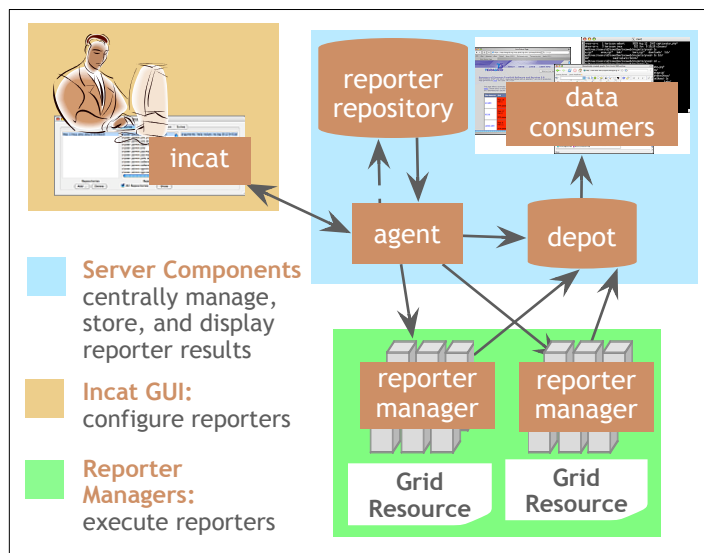 reporter
repository
data
consumers
incat
agent
depot
Server Components
centrally manage,
store, and display
reporter results
Incat GUI:
configure reporters
Reporter
Managers:
execute reporters
reporter
manager
reporter
manager
Grid
Resource
Grid
Resource